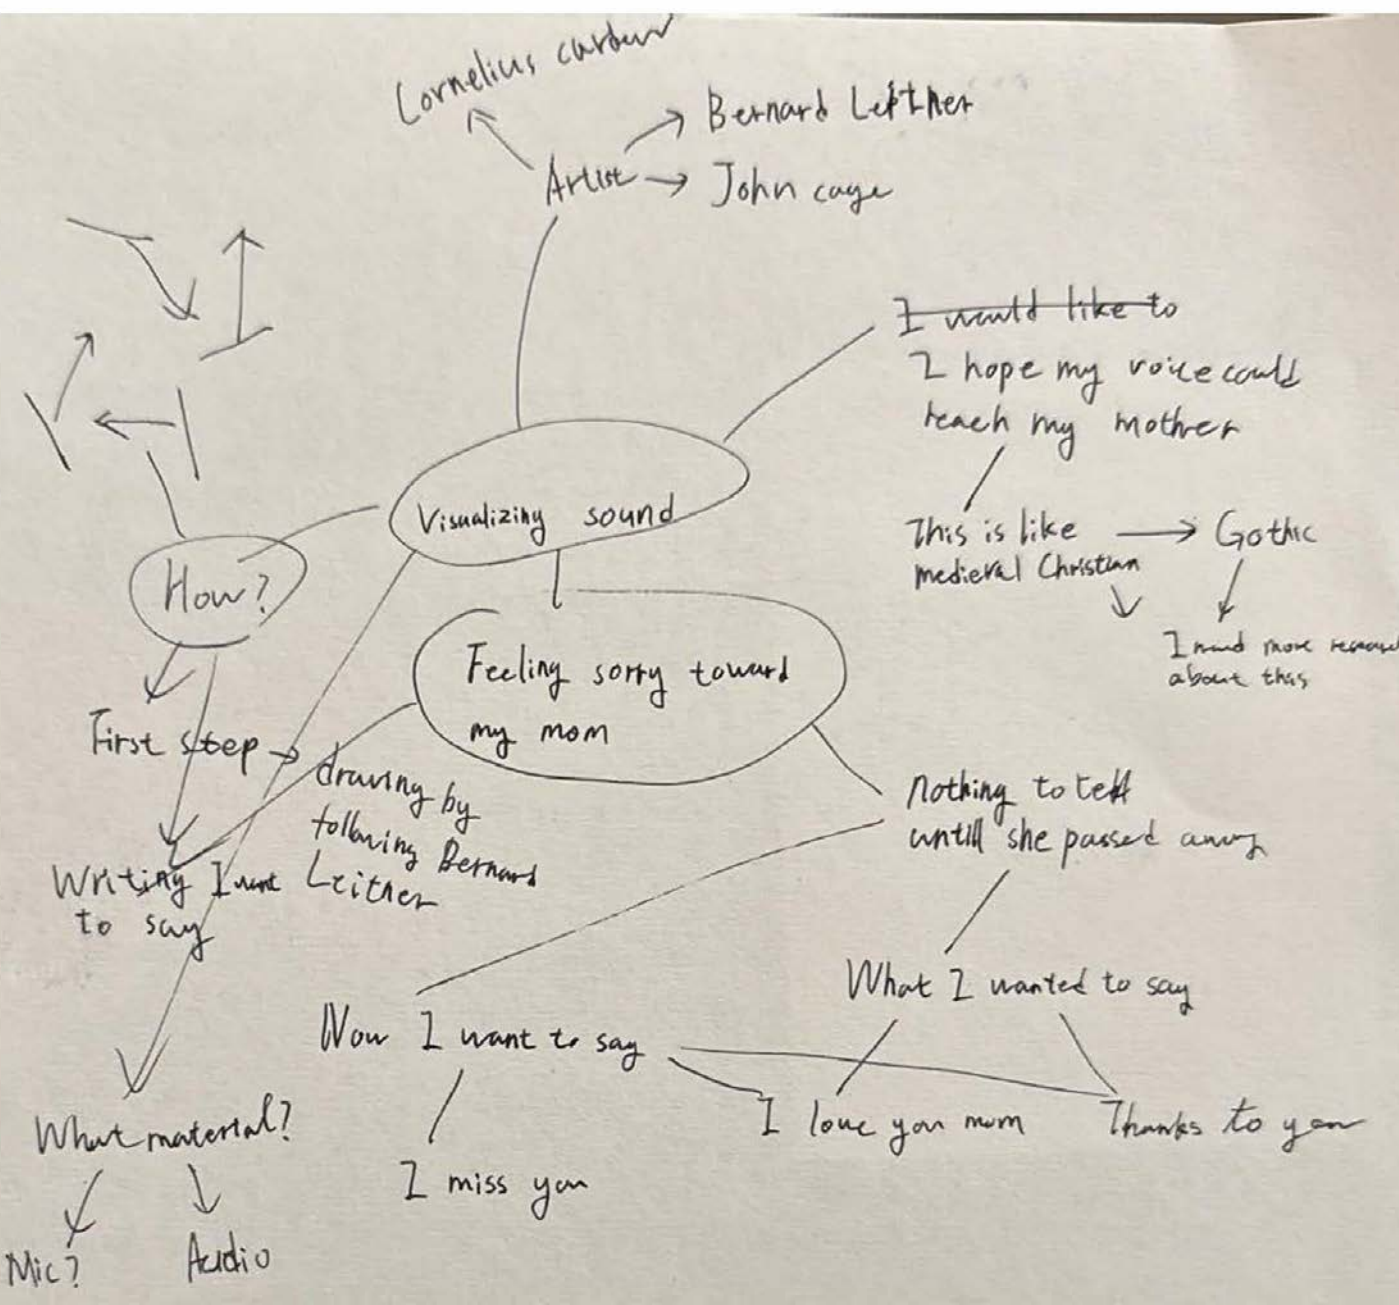 Cornelius cardew
Bernard Leitner
Artist
John cage
I would like to
I hope my voice could
reach my mother
This is like
medieval Christian
Gothic
I need more research
about this
Visualizing sound
How?
Feeling sorry toward
my mom
First step
drawing by
following Bernard
Leitner
Writing I want
to say
Nothing to tell
untill she passed away
What I wanted to say
Now I want to say
I love you mum
Thanks to you
I miss you
What material?
Mic?
Audio